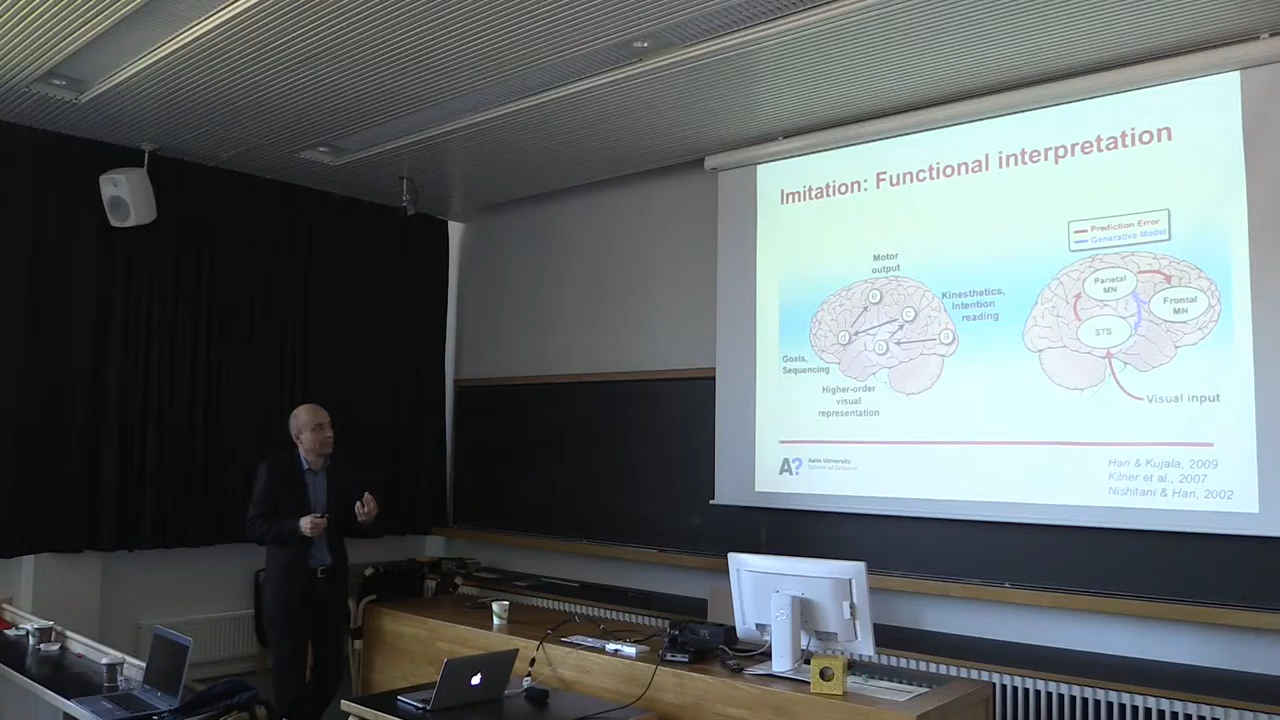 Imitation: Functional interpretation
Prediction Error
Generative Model
Motor
output
Kinesthetics,
Intention
reading
Goals,
Sequencing
Higher-order
visual
representation
e
c
d
b
a
Parietal
MN
Frontal
MN
STS
Visual input
A?
Aalto University
School of Science
Han & Kujala, 2009
Kilner et al., 2007
Nishitani & Han, 2002